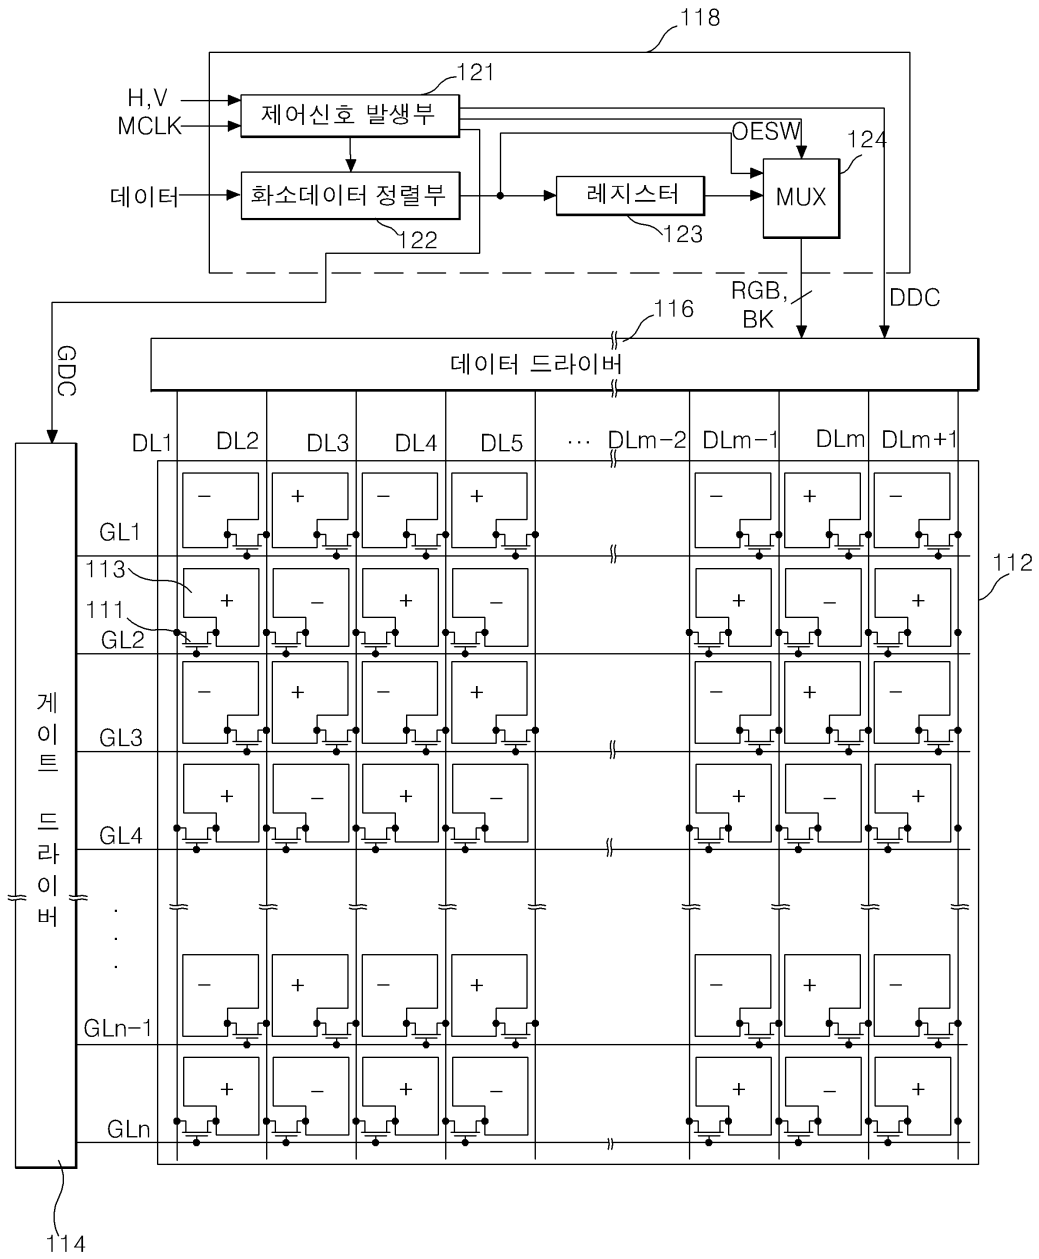 118
121
H,V
제어신호 발생부
MCLK
OESW
124
데이터
화소데이터 정렬부
레지스터
MUX
122
123
RGB,
BK
DDC
116
GDC
데이터 드라이버
DL1 DL2 DL3 DL4 DL5 ... DLm-2 DLm-1 DLm DLm+1
- + - + - + -
GL1
113
112
+ - + - + - +
111
GL2
- + - + - + -
GL3
게이트 드라이버
+ - + - + - +
GL4
- + - + - + -
GLn-1
+ - + - + - +
GLn
114